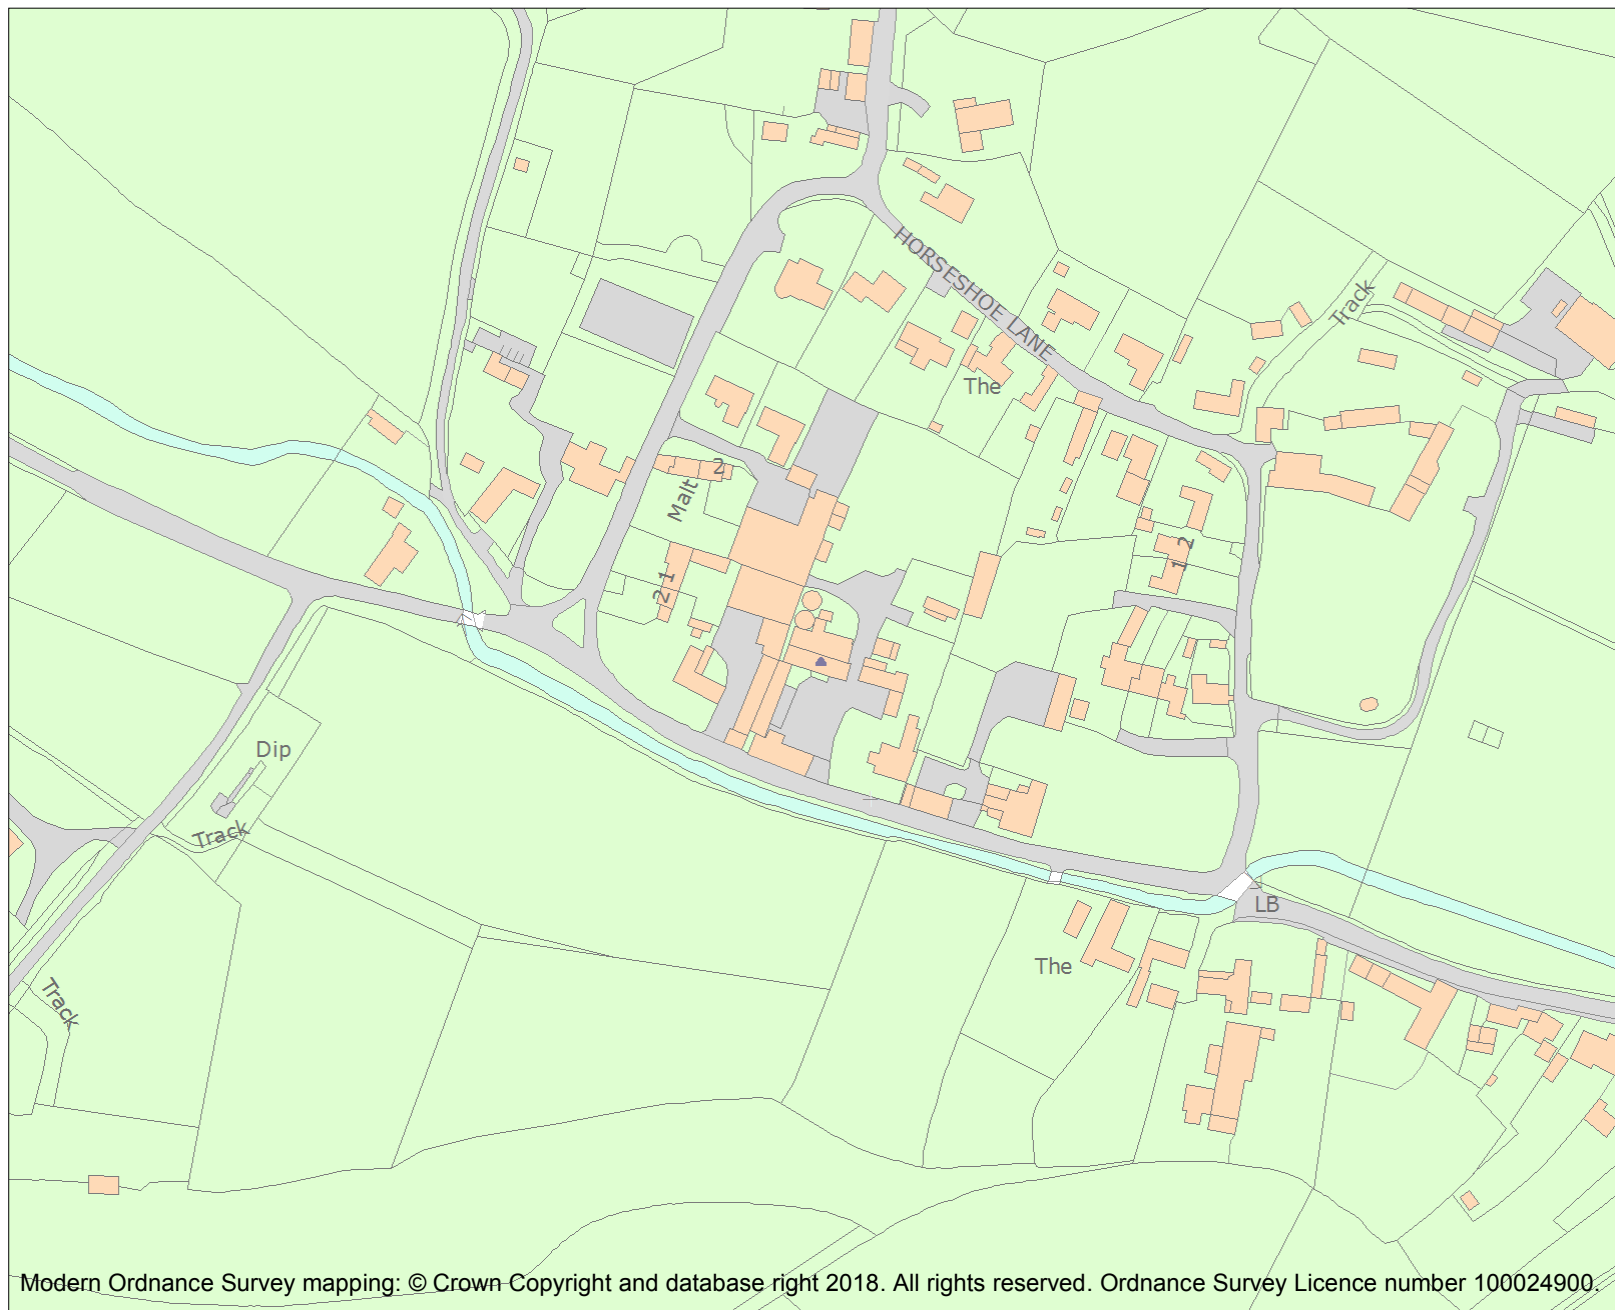 HORSESHOE LANE
Track
The
2
Malt
2 1
1 2
Dip
Track
LB
The
Track
Modern Ordnance Survey mapping: © Crown Copyright and database right 2018. All rights reserved. Ordnance Survey Licence number 100024900.